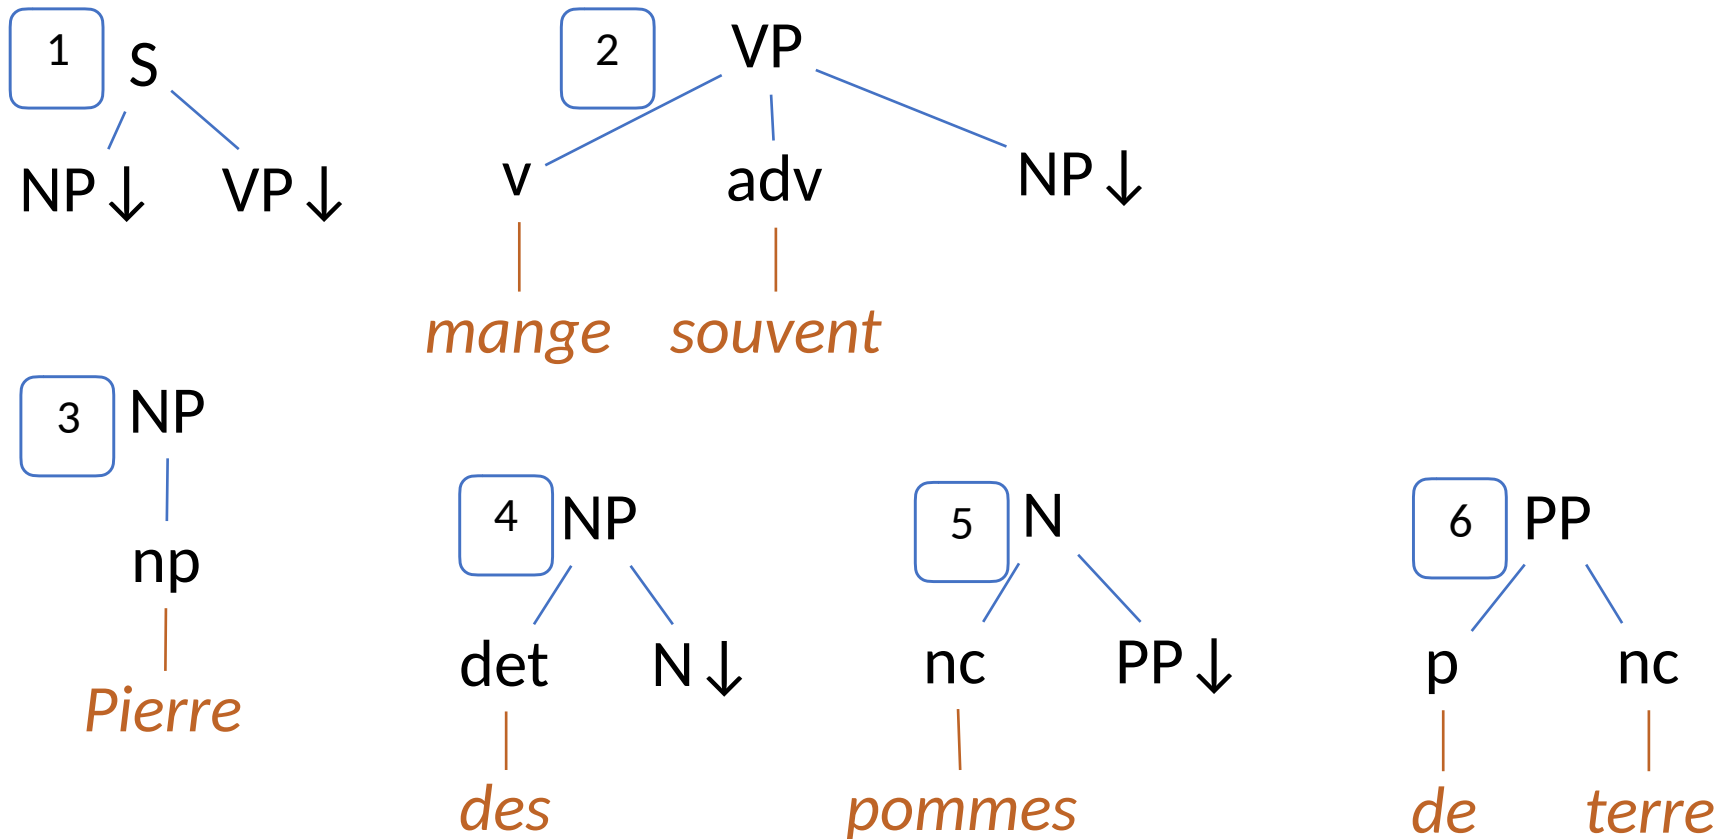 1 S
NP↓ VP↓
2 VP
v adv NP↓
mange souvent
3 NP
np
Pierre
4 NP
det N↓
des
5 N
nc PP↓
pommes
6 PP
p nc
de terre